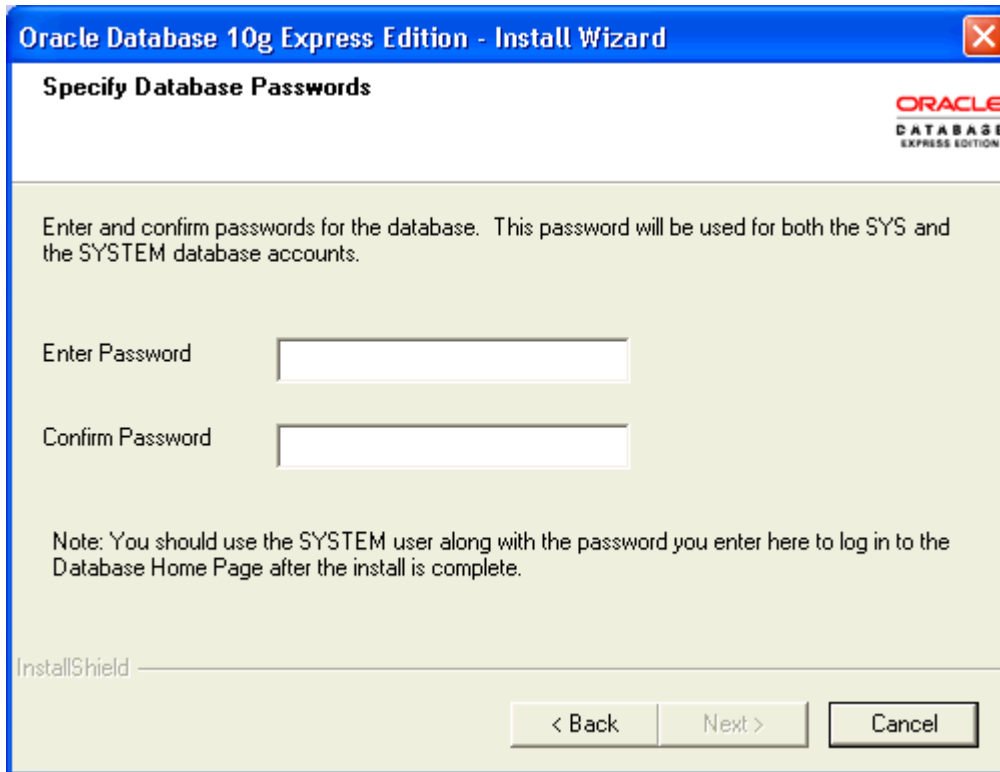 Oracle Database 10g Express Edition - Install Wizard
Specify Database Passwords
ORACLE
DATABASE
EXPRESS EDITION
Enter and confirm passwords for the database.  This password will be used for both the SYS and
the SYSTEM database accounts.
Enter Password
Confirm Password
Note: You should use the SYSTEM user along with the password you enter here to log in to the
Database Home Page after the install is complete.
InstallShield
< Back
Next >
Cancel